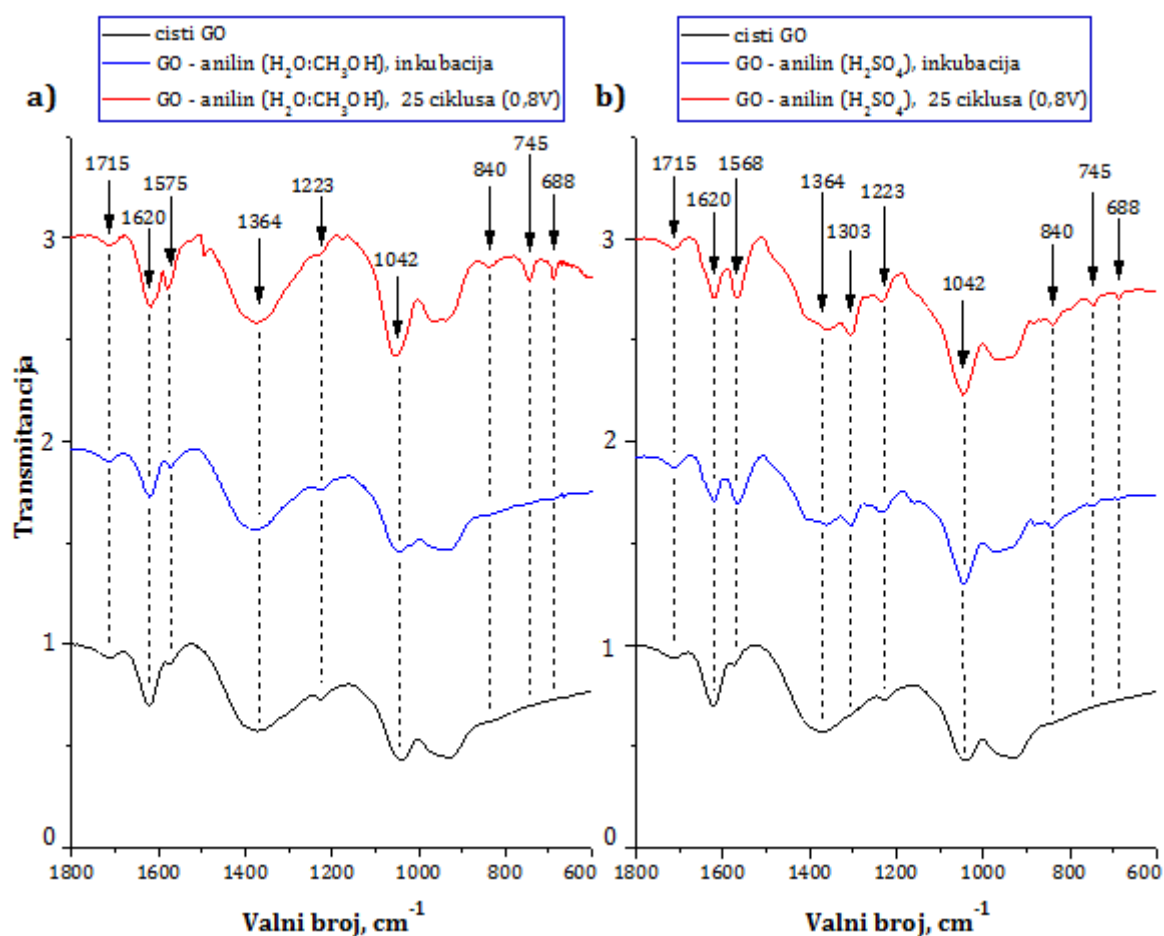 cisti GO
GO - anilin (H₂O:CH₃OH), inkubacija
GO - anilin (H₂O:CH₃OH), 25 ciklusa (0,8V)
a)
1715
1575
1620
1364
1223
1042
840
745
688
3
2
1
0
Transmitancija
1800 1600 1400 1200 1000 800 600
Valni broj, cm⁻¹
cisti GO
GO - anilin (H₂SO₄), inkubacija
GO - anilin (H₂SO₄), 25 ciklusa (0,8V)
b)
1715
1568
1620
1364
1303
1223
1042
840
745
688
3
2
1
0
1800 1600 1400 1200 1000 800 600
Valni broj, cm⁻¹